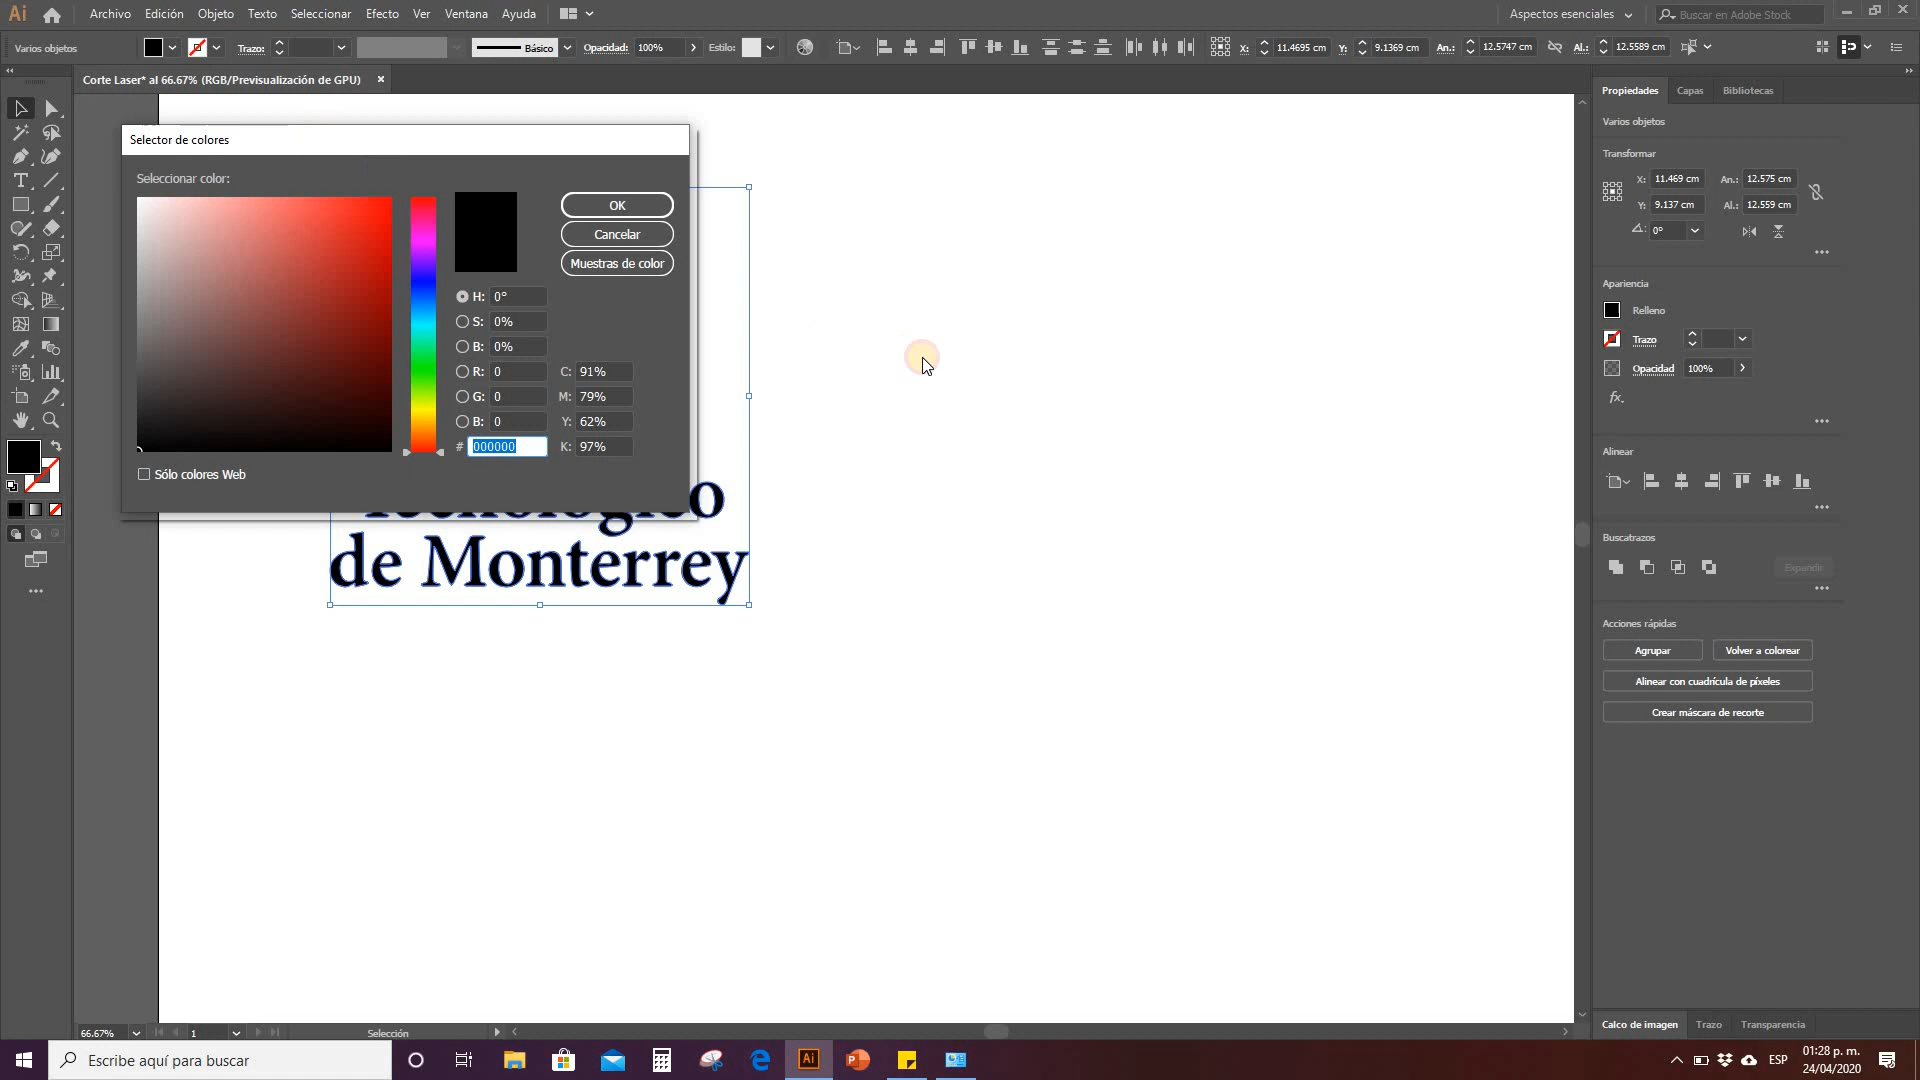 Ai Archivo Edición Objeto Texto Seleccionar Efecto Ver Ventana Ayuda Aspectos esenciales Buscar en Adobe Stock
Varios objetos Trazo: Básico Opacidad: 100% Estilo: X: 11.4695 cm Y: 9.1369 cm An.: 12.5747 cm Al.: 12.5589 cm
Corte Laser* al 66.67% (RGB/Previsualización de GPU) ×
Propiedades Capas Bibliotecas
Varios objetos
Transformar
X: 11.469 cm An.: 12.575 cm
Y: 9.137 cm Al.: 12.559 cm
0°
Apariencia
Relleno
Trazo
Opacidad 100%
fx.
Alinear
Buscatrazos
Expandir
Acciones rápidas
Agrupar Volver a colorear
Alinear con cuadrícula de píxeles
Crear máscara de recorte
Calco de imagen Trazo Transparencia
Selector de colores
Seleccionar color:
OK
Cancelar
Muestras de color
H: 0°
S: 0%
B: 0%
R: 0 C: 91%
G: 0 M: 79%
B: 0 Y: 62%
# 000000 K: 97%
Sólo colores Web
Tecnológico
de Monterrey
66.67% 1 Selección
Escribe aquí para buscar
Ai
ESP
01:28 p. m.
24/04/2020